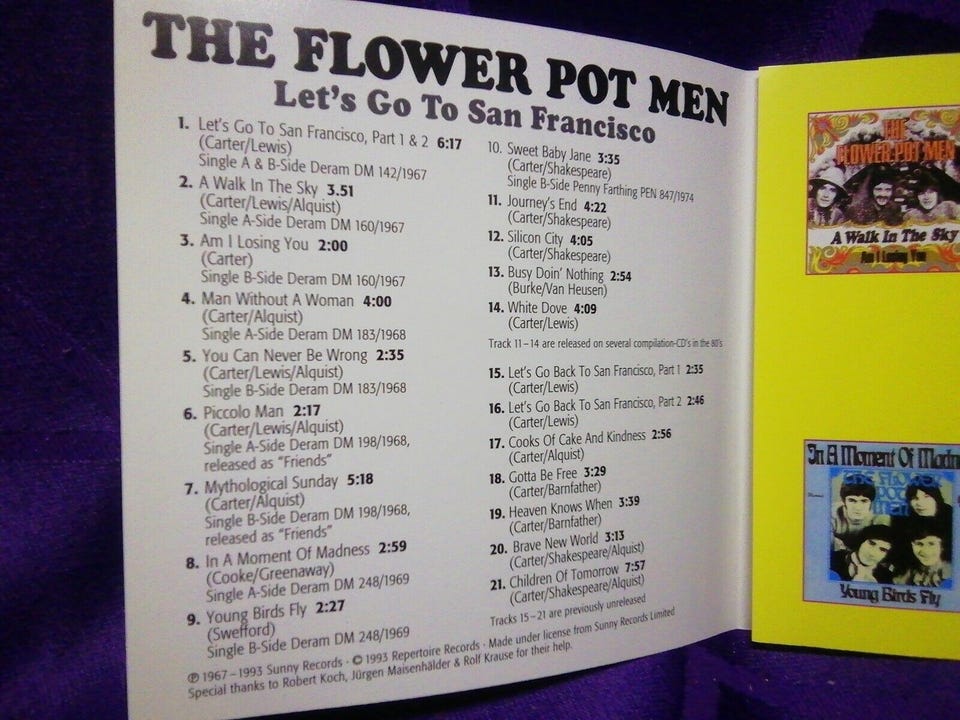 THE FLOWER POT MEN
Let's Go To San Francisco
1. Let's Go To San Francisco, Part 1 & 2 6:17
(Carter/Lewis)
Single A & B-Side Deram DM 142/1967
2. A Walk In The Sky 3.51
(Carter/Lewis/Alquist)
Single A-Side Deram DM 160/1967
3. Am I Losing You 2:00
(Carter)
Single B-Side Deram DM 160/1967
4. Man Without A Woman 4:00
(Carter/Alquist)
Single A-Side Deram DM 183/1968
5. You Can Never Be Wrong 2:35
(Carter/Lewis/Alquist)
Single B-Side Deram DM 183/1968
6. Piccolo Man 2:17
(Carter/Lewis/Alquist)
Single A-Side Deram DM 198/1968,
released as "Friends"
7. Mythological Sunday 5:18
(Carter/Alquist)
Single B-Side Deram DM 198/1968,
released as "Friends"
8. In A Moment Of Madness 2:59
(Cooke/Greenaway)
Single A-Side Deram DM 248/1969
9. Young Birds Fly 2:27
(Swefford)
Single B-Side Deram DM 248/1969
10. Sweet Baby Jane 3:35
(Carter/Shakespeare)
Single B-Side Penny Farthing PEN 847/1974
11. Journey's End 4:22
(Carter/Shakespeare)
12. Silicon City 4:05
(Carter/Shakespeare)
13. Busy Doin' Nothing 2:54
(Burke/Van Heusen)
14. White Dove 4:09
(Carter/Lewis)
Track 11–14 are released on several compilation-CD's in the 80's
15. Let's Go Back To San Francisco, Part 1 2:35
(Carter/Lewis)
16. Let's Go Back To San Francisco, Part 2 2:46
(Carter/Lewis)
17. Cooks Of Cake And Kindness 2:56
(Carter/Alquist)
18. Gotta Be Free 3:29
(Carter/Barnfather)
19. Heaven Knows When 3:39
(Carter/Barnfather)
20. Brave New World 3:13
(Carter/Shakespeare/Alquist)
21. Children Of Tomorrow 7:57
(Carter/Shakespeare/Alquist)
Tracks 15–21 are previously unreleased
℗ 1967–1993 Sunny Records · © 1993 Repertoire Records · Made under license from Sunny Records Limited
Special thanks to Robert Koch, Jürgen Maisenhälder & Rolf Krause for their help.
THE
FLOWER POT MEN
A Walk In The Sky
Am I Losing You
In A Moment Of Madn
THE FLOWER
POT
MEN
Young Birds Fly